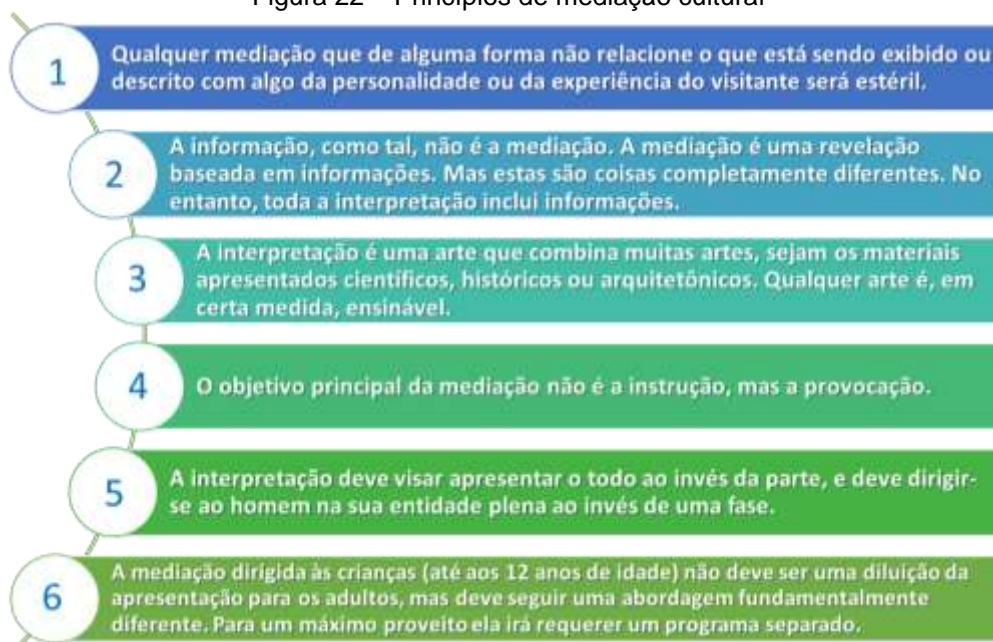 Figura 22 – Princípios de mediação cultural
1
Qualquer mediação que de alguma forma não relacione o que está sendo exibido ou
descrito com algo da personalidade ou da experiência do visitante será estéril.
2
A informação, como tal, não é a mediação. A mediação é uma revelação
baseada em informações. Mas estas são coisas completamente diferentes. No
entanto, toda a interpretação inclui informações.
3
A interpretação é uma arte que combina muitas artes, sejam os materiais
apresentados científicos, históricos ou arquitetônicos. Qualquer arte é, em
certa medida, ensinável.
4
O objetivo principal da mediação não é a instrução, mas a provocação.
5
A interpretação deve visar apresentar o todo ao invés da parte, e deve dirigir-
se ao homem na sua entidade plena ao invés de uma fase.
6
A mediação dirigida às crianças (até aos 12 anos de idade) não deve ser uma diluição da
apresentação para os adultos, mas deve seguir uma abordagem fundamentalmente
diferente. Para um máximo proveito ela irá requerer um programa separado.